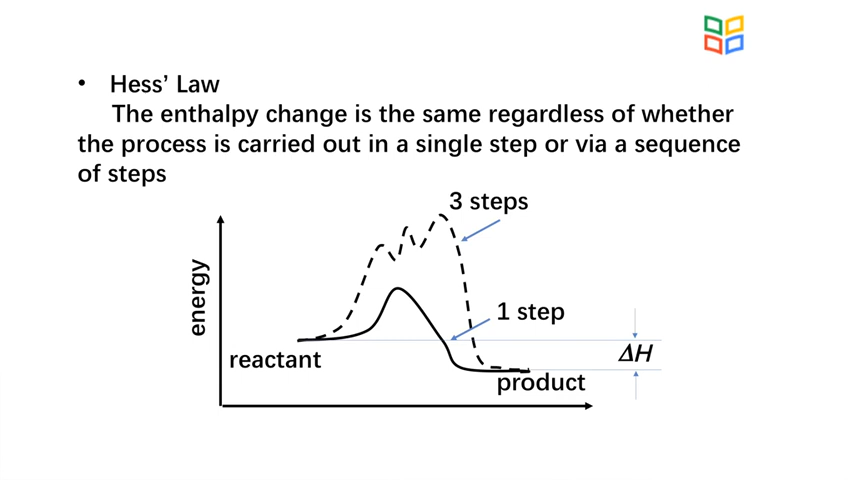 • Hess’ Law
The enthalpy change is the same regardless of whether
the process is carried out in a single step or via a sequence
of steps
3 steps
energy
1 step
ΔH
reactant
product